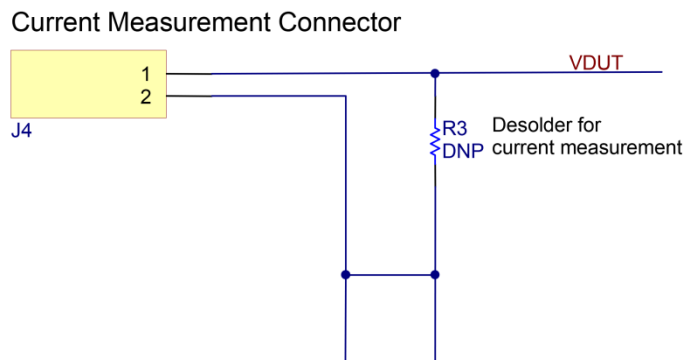 Current Measurement Connector
1
2
J4
VDUT
R3
DNP
Desolder for
current measurement